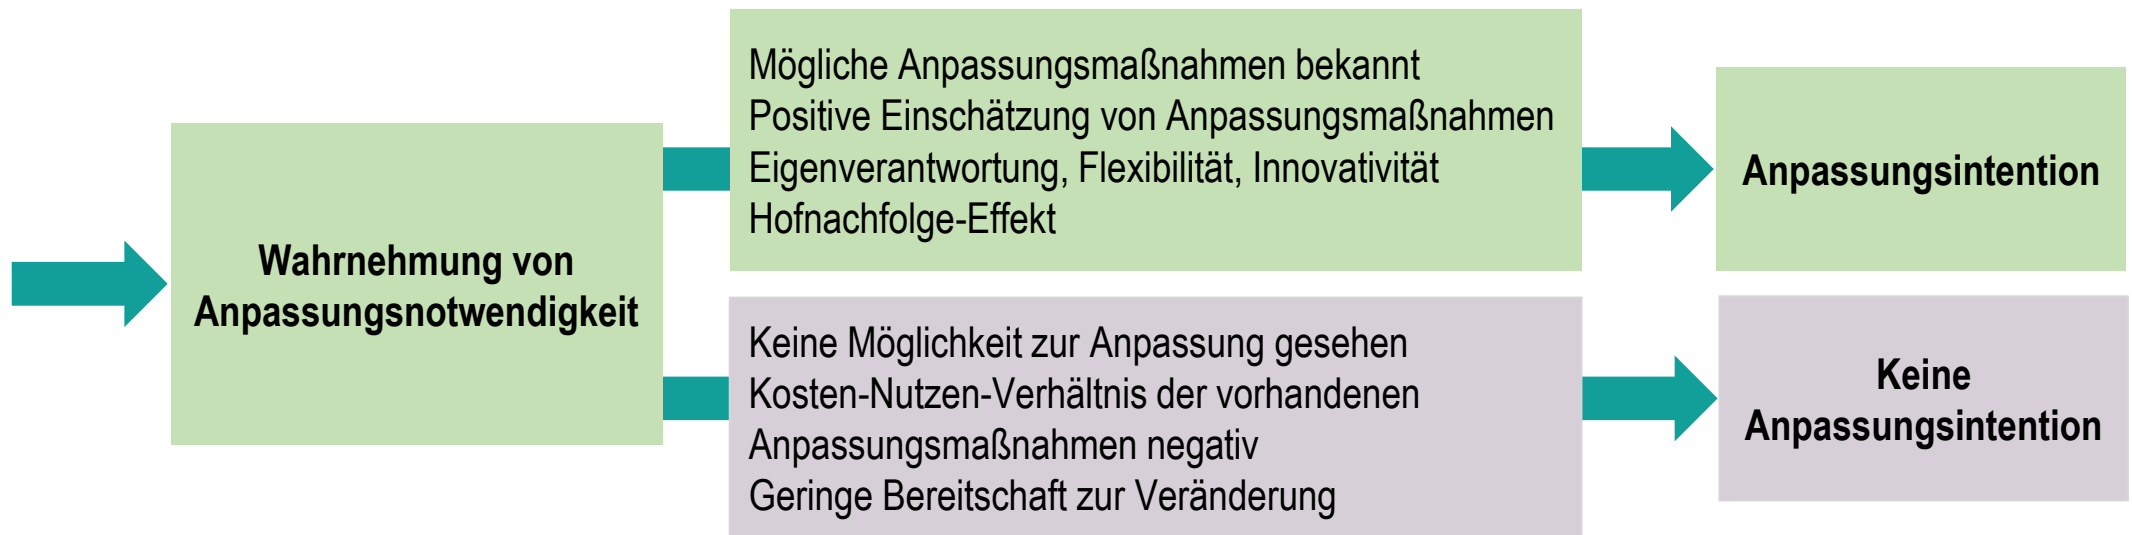 Wahrnehmung von
Anpassungsnotwendigkeit
Mögliche Anpassungsmaßnahmen bekannt
Positive Einschätzung von Anpassungsmaßnahmen
Eigenverantwortung, Flexibilität, Innovativität
Hofnachfolge-Effekt
Anpassungsintention
Keine Möglichkeit zur Anpassung gesehen
Kosten-Nutzen-Verhältnis der vorhandenen
Anpassungsmaßnahmen negativ
Geringe Bereitschaft zur Veränderung
Keine
Anpassungsintention